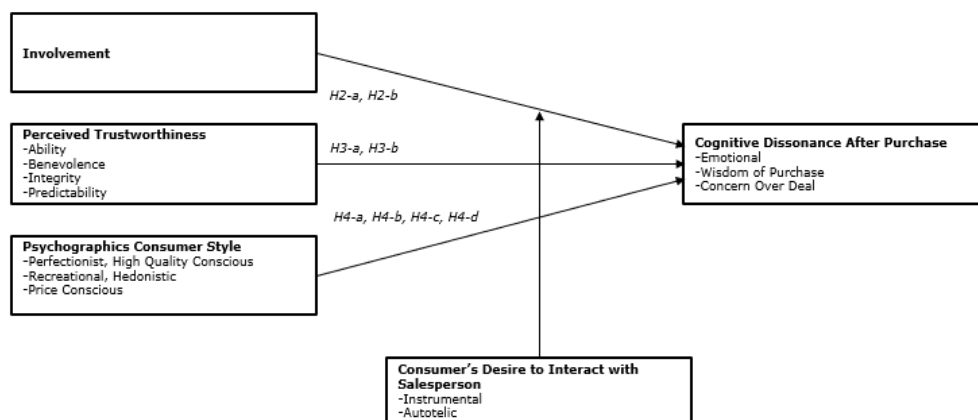 Involvement
H2-a, H2-b
Perceived Trustworthiness
-Ability
-Benevolence
-Integrity
-Predictability
H3-a, H3-b
Cognitive Dissonance After Purchase
-Emotional
-Wisdom of Purchase
-Concern Over Deal
H4-a, H4-b, H4-c, H4-d
Psychographics Consumer Style
-Perfectionist, High Quality Conscious
-Recreational, Hedonistic
-Price Conscious
Consumer’s Desire to Interact with
Salesperson
-Instrumental
-Autotelic